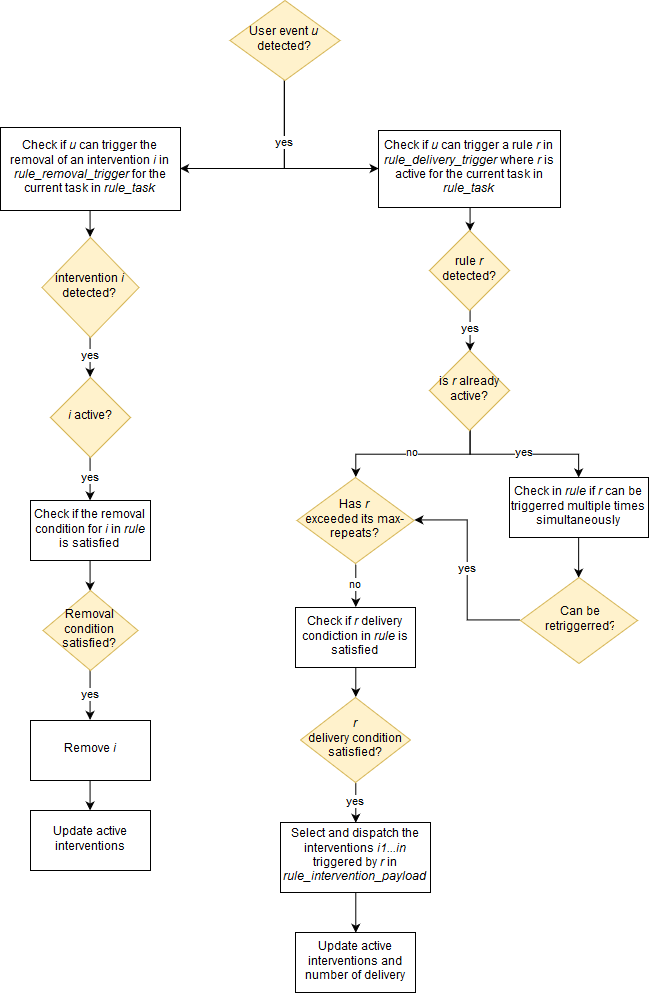 User event u
detected?
yes
Check if u can trigger the
removal of an intervention i in
rule_removal_trigger for the
current task in rule_task
Check if u can trigger a rule r in
rule_delivery_trigger where r is
active for the current task in
rule_task
intervention i
detected?
rule r
detected?
yes
yes
i active?
is r already
active?
yes
no
yes
Check if the removal
condition for i in rule
is satisfied
Has r
exceeded its max-
repeats?
Check in rule if r can be
triggerred multiple times
simultaneously
yes
no
Removal
condition
satisfied?
Check if r delivery
condiction in rule is
satisfied
Can be
retriggerred?
yes
Remove i
r
delivery condition
satisfied?
yes
Update active
interventions
Select and dispatch the
interventions i1...in
triggered by r in
rule_intervention_payload
Update active
interventions and
number of delivery